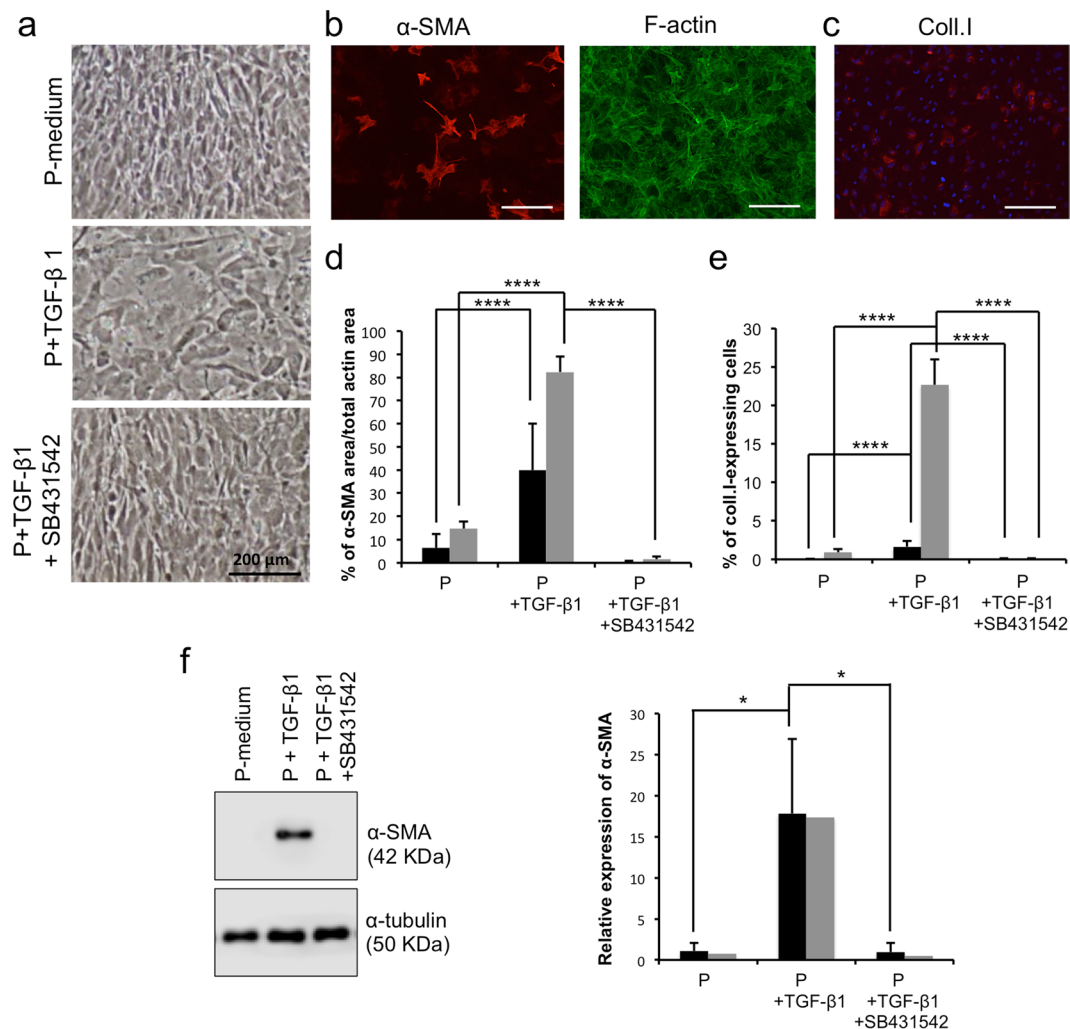 a
P-medium
P+TGF-β 1
P+TGF-β1
+ SB431542
200 μm
b
α-SMA
F-actin
c
Coll.I
d
% of α-SMA area/total actin area
100
90
80
70
60
50
40
30
20
10
0
****
****
****
P
P
+TGF-β1
P
+TGF-β1
+SB431542
e
% of coll.I-expressing cells
30
25
20
15
10
5
0
****
****
****
****
P
P
+TGF-β1
P
+TGF-β1
+SB431542
f
P-medium
P + TGF-β1
P + TGF-β1
+SB431542
α-SMA
(42 KDa)
α-tubulin
(50 KDa)
Relative expression of α-SMA
30
25
20
15
10
5
0
*
*
P
P
+TGF-β1
P
+TGF-β1
+SB431542